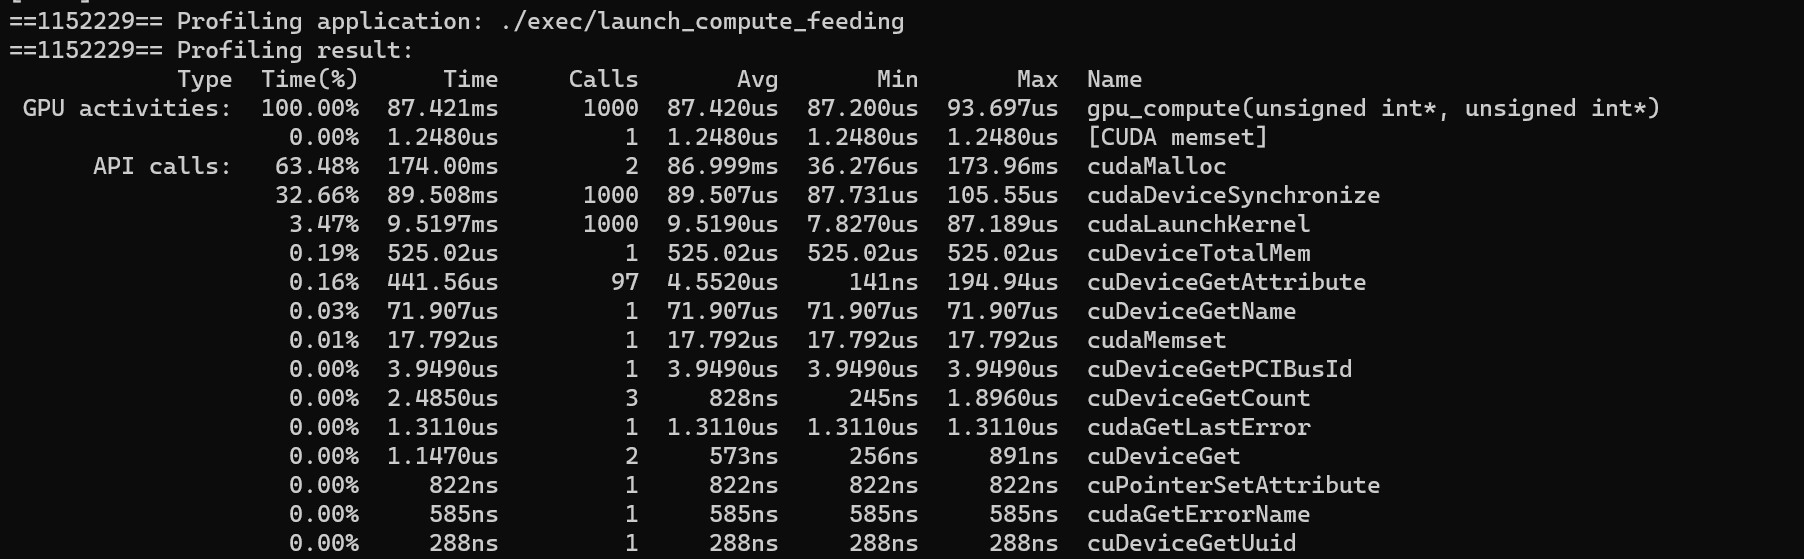 ==1152229== Profiling application: ./exec/launch_compute_feeding
==1152229== Profiling result:
            Type  Time(%)      Time     Calls       Avg       Min       Max  Name
 GPU activities:  100.00%  87.421ms      1000  87.420us  87.200us  93.697us  gpu_compute(unsigned int*, unsigned int*)
                    0.00%  1.2480us         1  1.2480us  1.2480us  1.2480us  [CUDA memset]
      API calls:   63.48%  174.00ms         2  86.999ms  36.276us  173.96ms  cudaMalloc
                   32.66%  89.508ms      1000  89.507us  87.731us  105.55us  cudaDeviceSynchronize
                    3.47%  9.5197ms      1000  9.5190us  7.8270us  87.189us  cudaLaunchKernel
                    0.19%  525.02us         1  525.02us  525.02us  525.02us  cuDeviceTotalMem
                    0.16%  441.56us        97  4.5520us     141ns  194.94us  cuDeviceGetAttribute
                    0.03%  71.907us         1  71.907us  71.907us  71.907us  cuDeviceGetName
                    0.01%  17.792us         1  17.792us  17.792us  17.792us  cudaMemset
                    0.00%  3.9490us         1  3.9490us  3.9490us  3.9490us  cuDeviceGetPCIBusId
                    0.00%  2.4850us         3     828ns     245ns  1.8960us  cuDeviceGetCount
                    0.00%  1.3110us         1  1.3110us  1.3110us  1.3110us  cudaGetLastError
                    0.00%  1.1470us         2     573ns     256ns     891ns  cuDeviceGet
                    0.00%     822ns         1     822ns     822ns     822ns  cuPointerSetAttribute
                    0.00%     585ns         1     585ns     585ns     585ns  cudaGetErrorName
                    0.00%     288ns         1     288ns     288ns     288ns  cuDeviceGetUuid